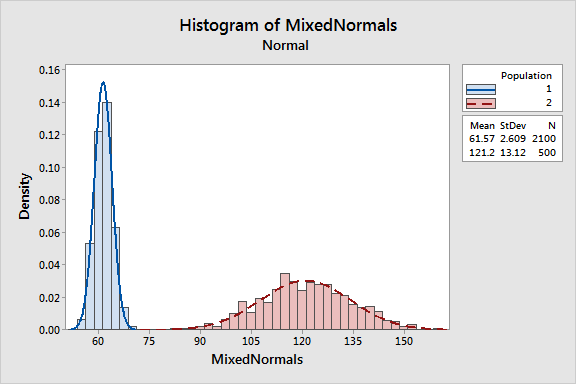 Histogram of MixedNormals
Normal
0.16
0.14
0.12
0.10
0.08
0.06
0.04
0.02
0.00
Density
60 75 90 105 120 135 150
MixedNormals
Population
1
2
Mean StDev N
61.57 2.609 2100
121.2 13.12 500